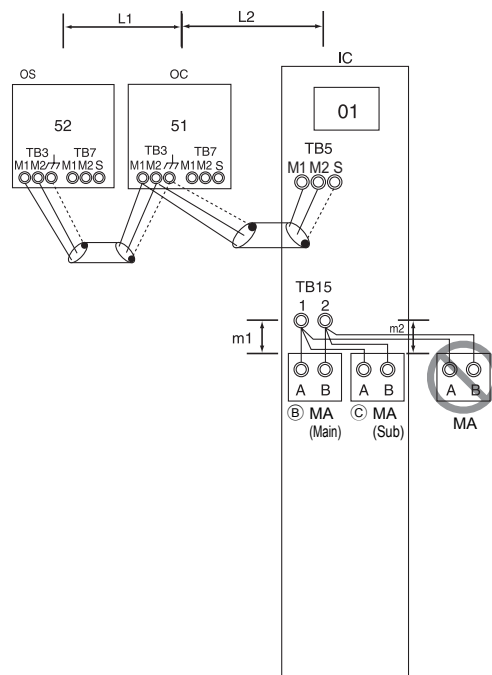 L1 L2
IC
OS OC
01
52 51
TB3 TB7 TB3 TB7 TB5
M1 M2 M1 M2 S M1 M2 M1 M2 S M1 M2 S
TB15
1 2
m1 m2
A B A B A B
Ⓑ MA Ⓒ MA MA
(Main) (Sub)